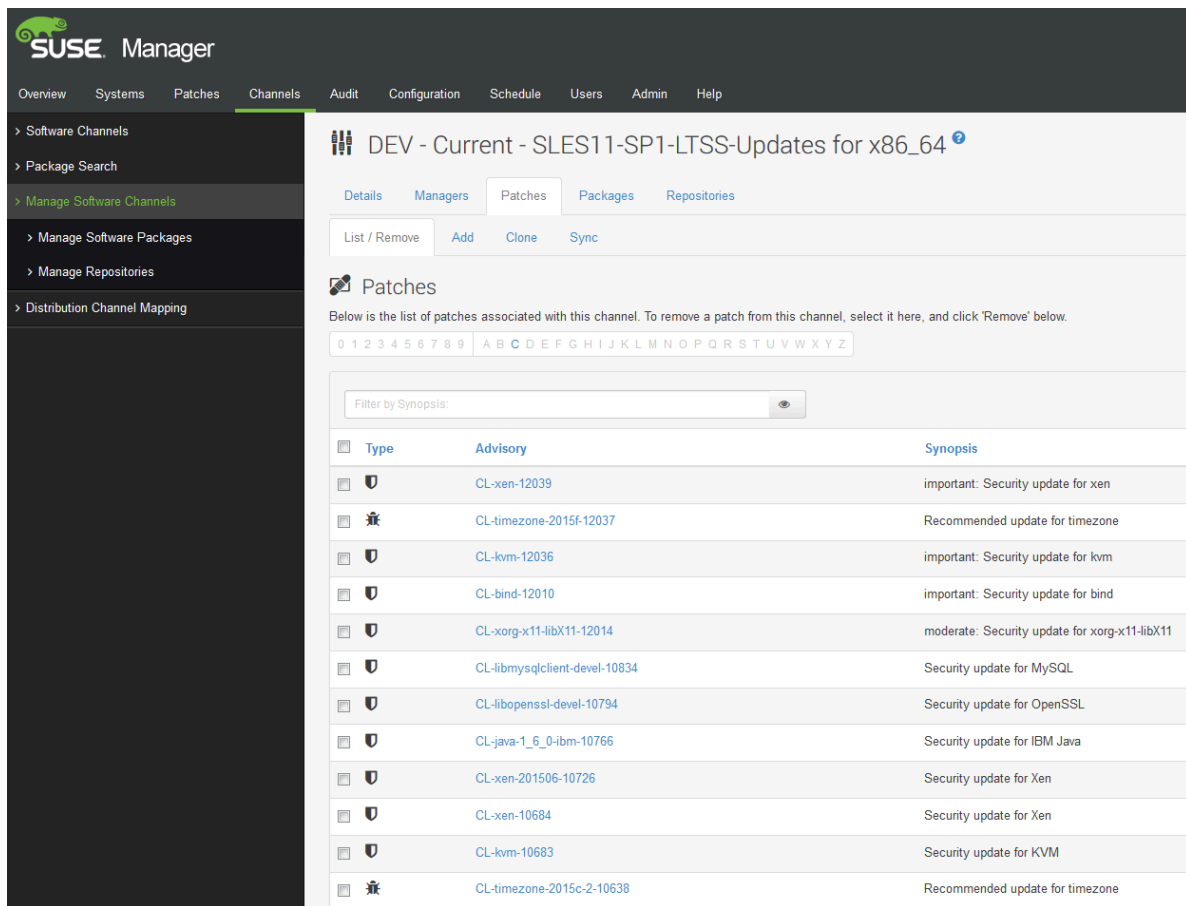 SUSE. Manager
Overview Systems Patches Channels Audit Configuration Schedule Users Admin Help
> Software Channels
> Package Search
> Manage Software Channels
> Manage Software Packages
> Manage Repositories
> Distribution Channel Mapping
DEV - Current - SLES11-SP1-LTSS-Updates for x86_64 ?
Details Managers Patches Packages Repositories
List / Remove Add Clone Sync
Patches
Below is the list of patches associated with this channel. To remove a patch from this channel, select it here, and click 'Remove' below.
0 1 2 3 4 5 6 7 8 9 A B C D E F G H I J K L M N O P Q R S T U V W X Y Z
Filter by Synopsis:
Type Advisory Synopsis
CL-xen-12039 important: Security update for xen
CL-timezone-2015f-12037 Recommended update for timezone
CL-kvm-12036 important: Security update for kvm
CL-bind-12010 important: Security update for bind
CL-xorg-x11-libX11-12014 moderate: Security update for xorg-x11-libX11
CL-libmysqlclient-devel-10834 Security update for MySQL
CL-libopenssl-devel-10794 Security update for OpenSSL
CL-java-1_6_0-ibm-10766 Security update for IBM Java
CL-xen-201506-10726 Security update for Xen
CL-xen-10684 Security update for Xen
CL-kvm-10683 Security update for KVM
CL-timezone-2015c-2-10638 Recommended update for timezone